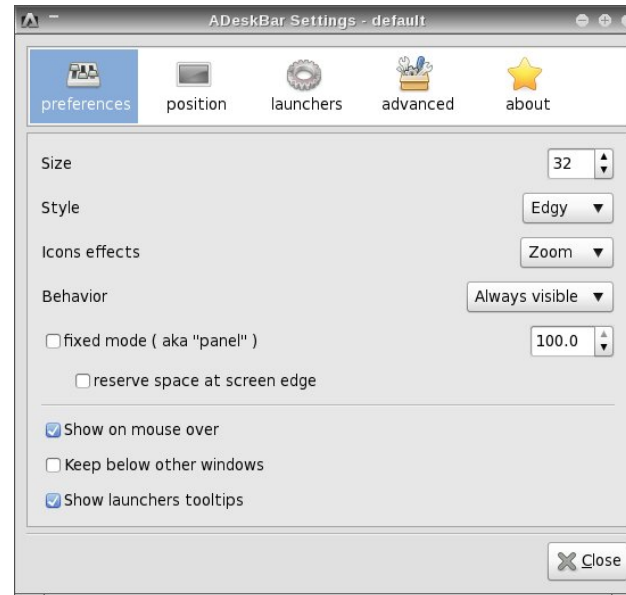 ADeskBar Settings - default
preferences position launchers advanced about
Size 32
Style Edgy
Icons effects Zoom
Behavior Always visible
fixed mode ( aka "panel" ) 100.0
reserve space at screen edge
Show on mouse over
Keep below other windows
Show launchers tooltips
Close